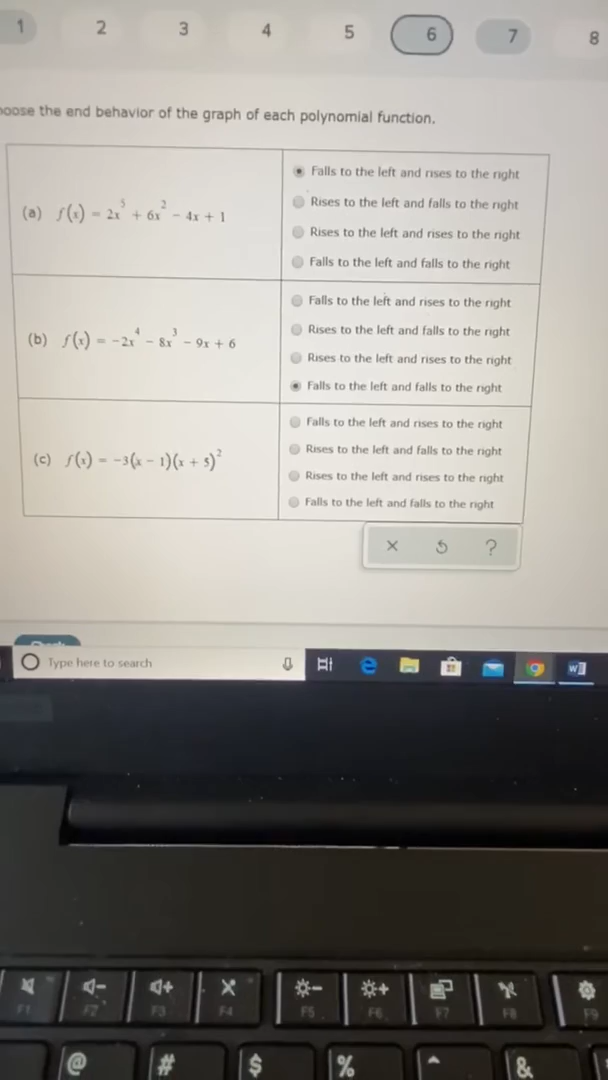 1 2 3 4 5 6 7 8
oose the end behavior of the graph of each polynomial function.
(a) f(x) = 2x⁵ + 6x² - 4x + 1
Falls to the left and rises to the right
Rises to the left and falls to the right
Rises to the left and rises to the right
Falls to the left and falls to the right
(b) f(x) = -2x⁴ - 8x³ - 9x + 6
Falls to the left and rises to the right
Rises to the left and falls to the right
Rises to the left and rises to the right
Falls to the left and falls to the right
(c) f(x) = -3(x - 1)(x + 5)²
Falls to the left and rises to the right
Rises to the left and falls to the right
Rises to the left and rises to the right
Falls to the left and falls to the right
× ?
Type here to search
W
F1 F2 F3 F4 F5 F6 F7 F8 F9
@ # $ % ^ &